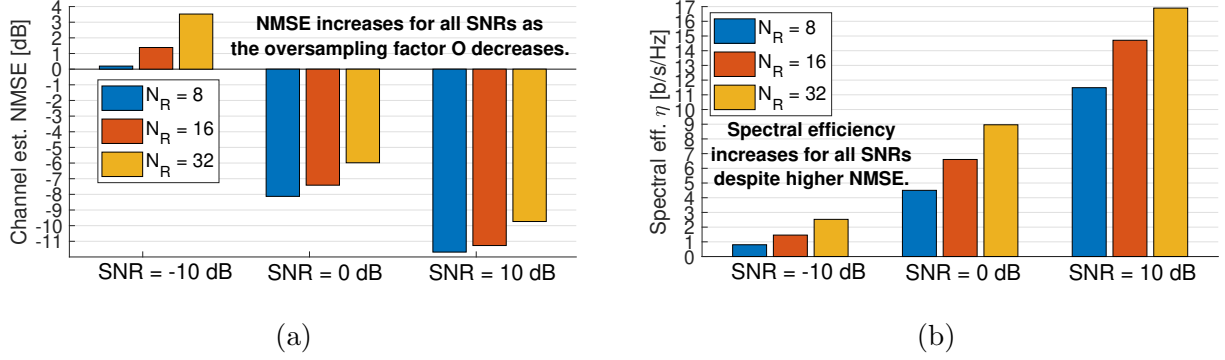 Channel est. NMSE [dB]
4
3
2
1
0
-1
-2
-3
-4
-5
-6
-7
-8
-9
-10
-11
NMSE increases for all SNRs as
the oversampling factor O decreases.
N_R = 8
N_R = 16
N_R = 32
SNR = -10 dB
SNR = 0 dB
SNR = 10 dB
(a)
Spectral eff. η [b/s/Hz]
17
16
15
14
13
12
11
10
9
8
7
6
5
4
3
2
1
0
N_R = 8
N_R = 16
N_R = 32
Spectral efficiency
increases for all SNRs
despite higher NMSE.
SNR = -10 dB
SNR = 0 dB
SNR = 10 dB
(b)